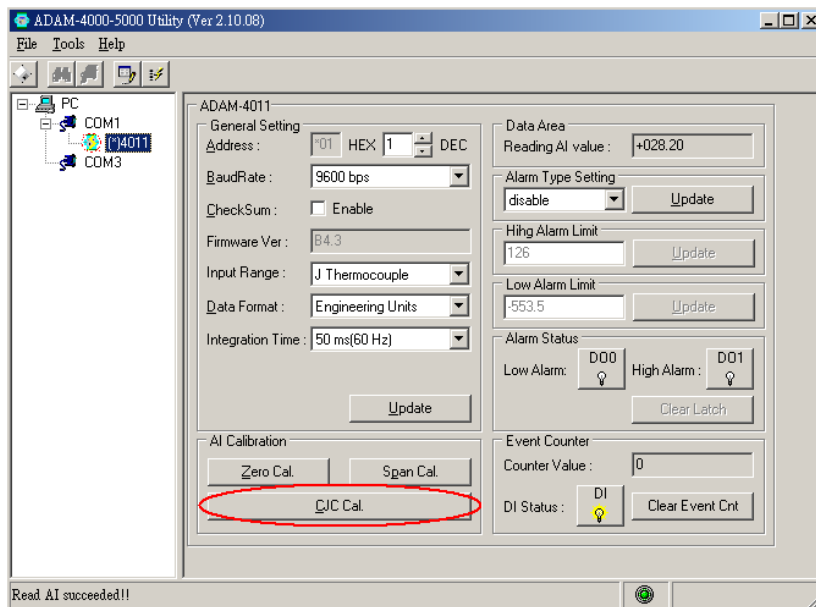 ADAM-4000-5000 Utility (Ver 2.10.08)
File Tools Help
PC
COM1
(*)4011
COM3
ADAM-4011
General Setting
Address : *01 HEX 1 DEC
BaudRate : 9600 bps
CheckSum : Enable
Firmware Ver : B4.3
Input Range : J Thermocouple
Data Format : Engineering Units
Integration Time : 50 ms(60 Hz)
Update
AI Calibration
Zero Cal. Span Cal.
CJC Cal.
Data Area
Reading AI value : +028.20
Alarm Type Setting
disable Update
Hihg Alarm Limit
126 Update
Low Alarm Limit
-553.5 Update
Alarm Status
Low Alarm: DO0 High Alarm : DO1
Clear Latch
Event Counter
Counter Value : 0
DI Status : DI Clear Event Cnt
Read AI succeeded!!